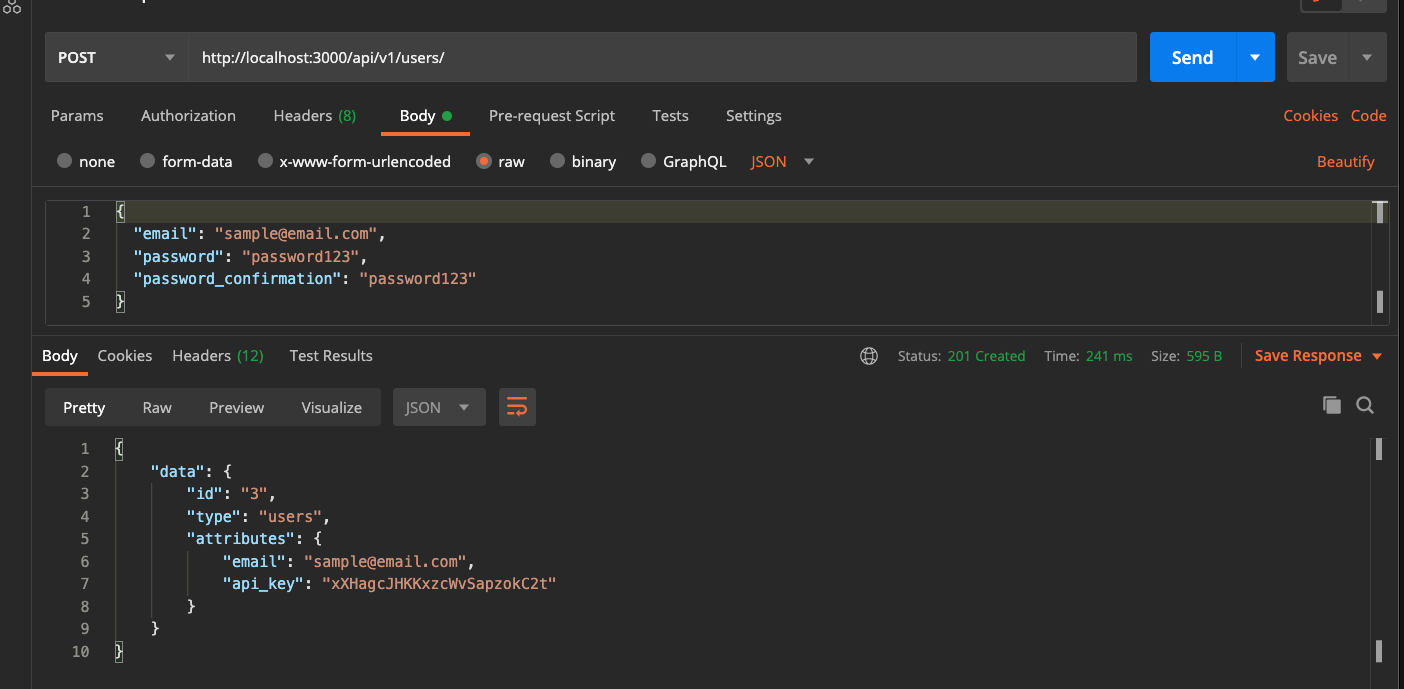 POST http://localhost:3000/api/v1/users/ Send Save
Params Authorization Headers (8) Body Pre-request Script Tests Settings Cookies Code
none form-data x-www-form-urlencoded raw binary GraphQL JSON Beautify
1 {
2 "email": "sample@email.com",
3 "password": "password123",
4 "password_confirmation": "password123"
5 }
Body Cookies Headers (12) Test Results Status: 201 Created Time: 241 ms Size: 595 B Save Response
Pretty Raw Preview Visualize JSON
1 {
2 "data": {
3 "id": "3",
4 "type": "users",
5 "attributes": {
6 "email": "sample@email.com",
7 "api_key": "xXHagcJHKKxzcWvSapzokC2t"
8 }
9 }
10 }